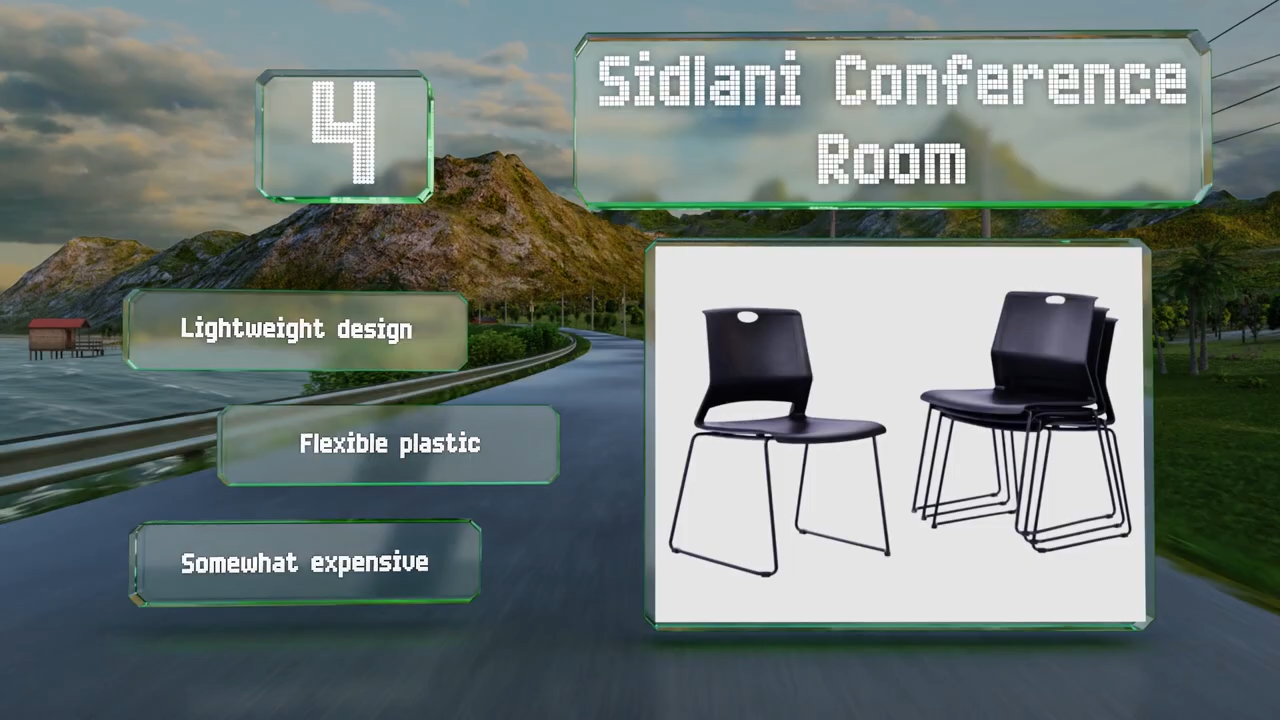 4
Sidlani Conference
Room
Lightweight design
Flexible plastic
Somewhat expensive